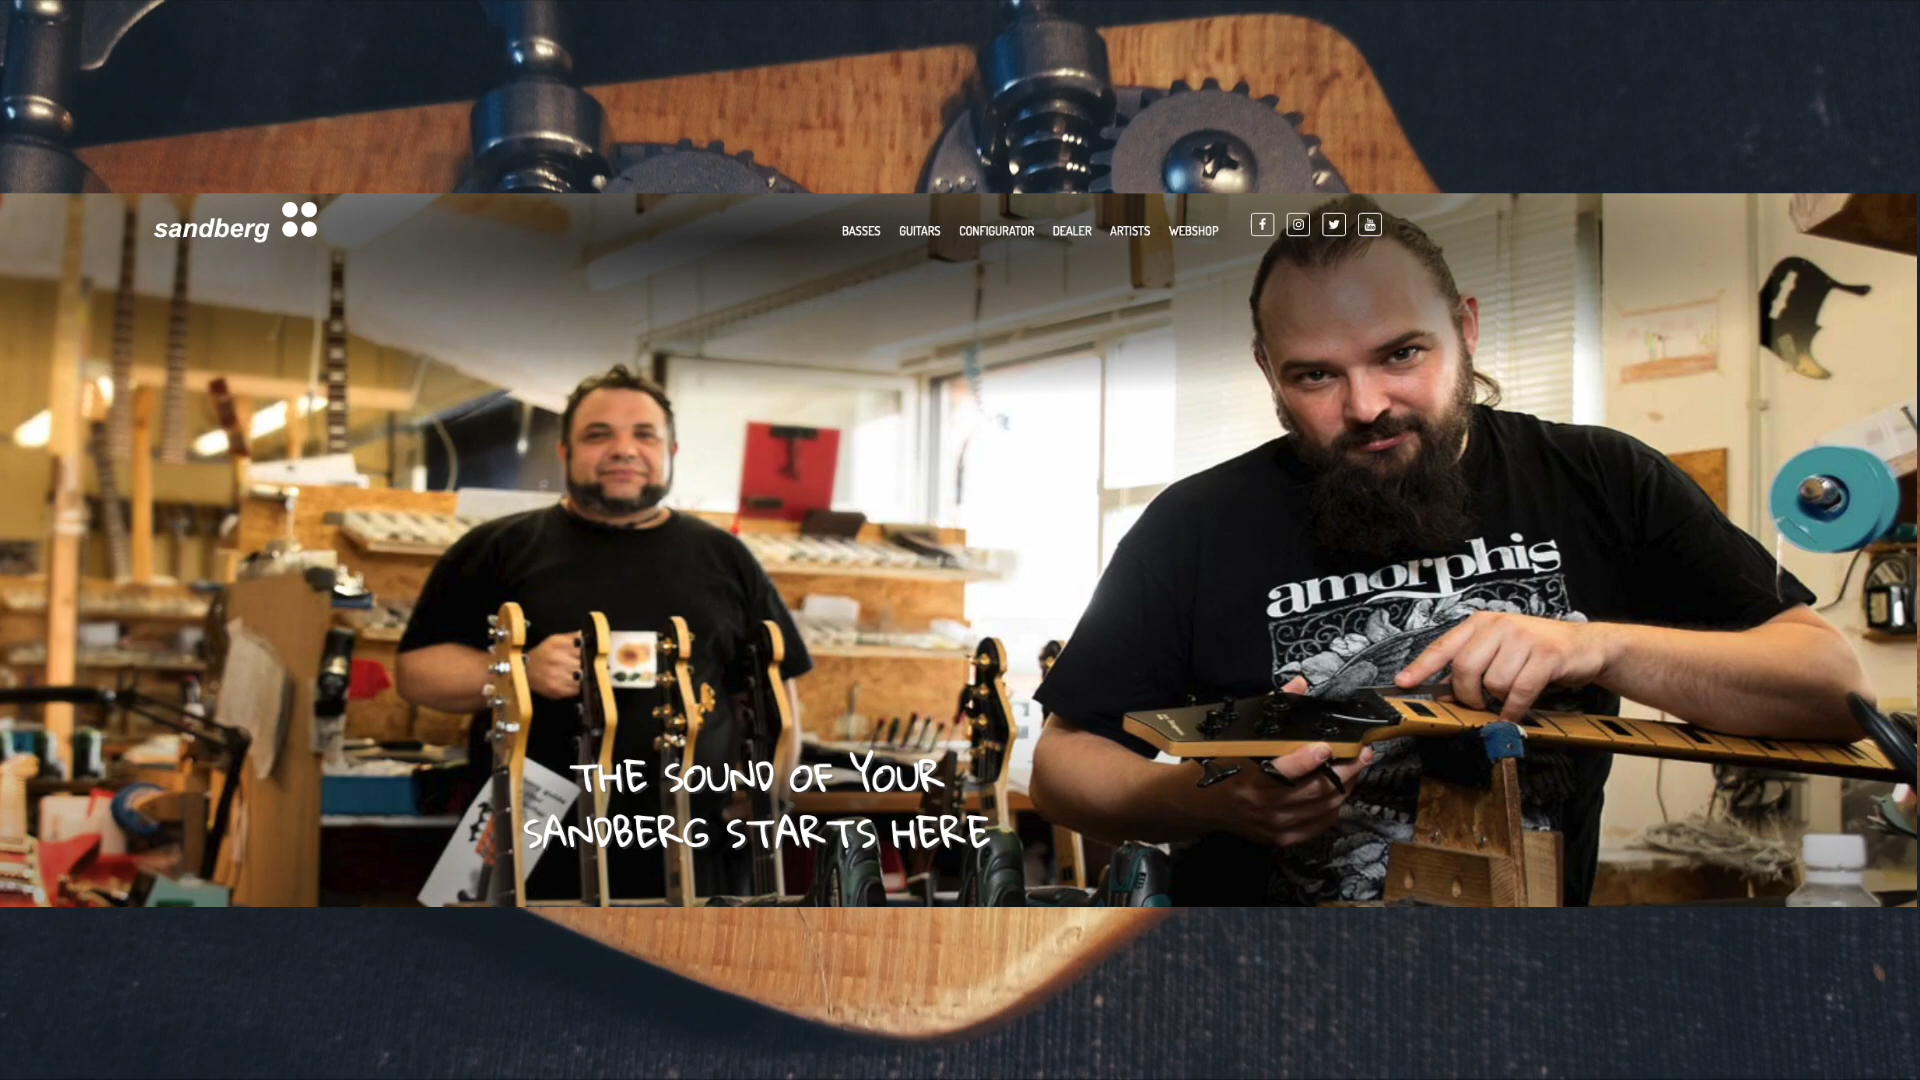 sandberg
BASSES GUITARS CONFIGURATOR DEALER ARTISTS WEBSHOP
amorphis
THE SOUND OF YOUR
SANDBERG STARTS HERE